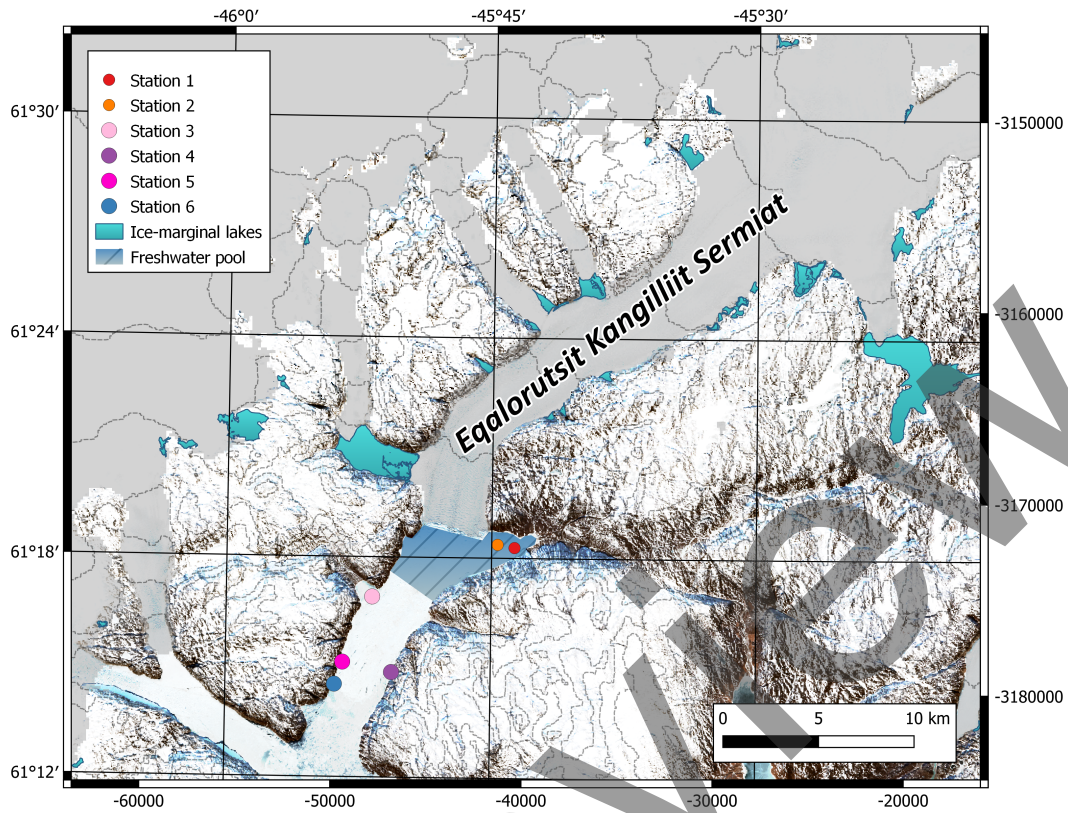 -46°0′ -45°45′ -45°30′
Station 1
Station 2
Station 3
Station 4
Station 5
Station 6
Ice-marginal lakes
Freshwater pool
61°30′
-3150000
Eqalorutsit Kangilliit Sermiat
-3160000
61°24′
-3170000
61°18′
-3180000
0 5 10 km
61°12′
-60000 -50000 -40000 -30000 -20000
view